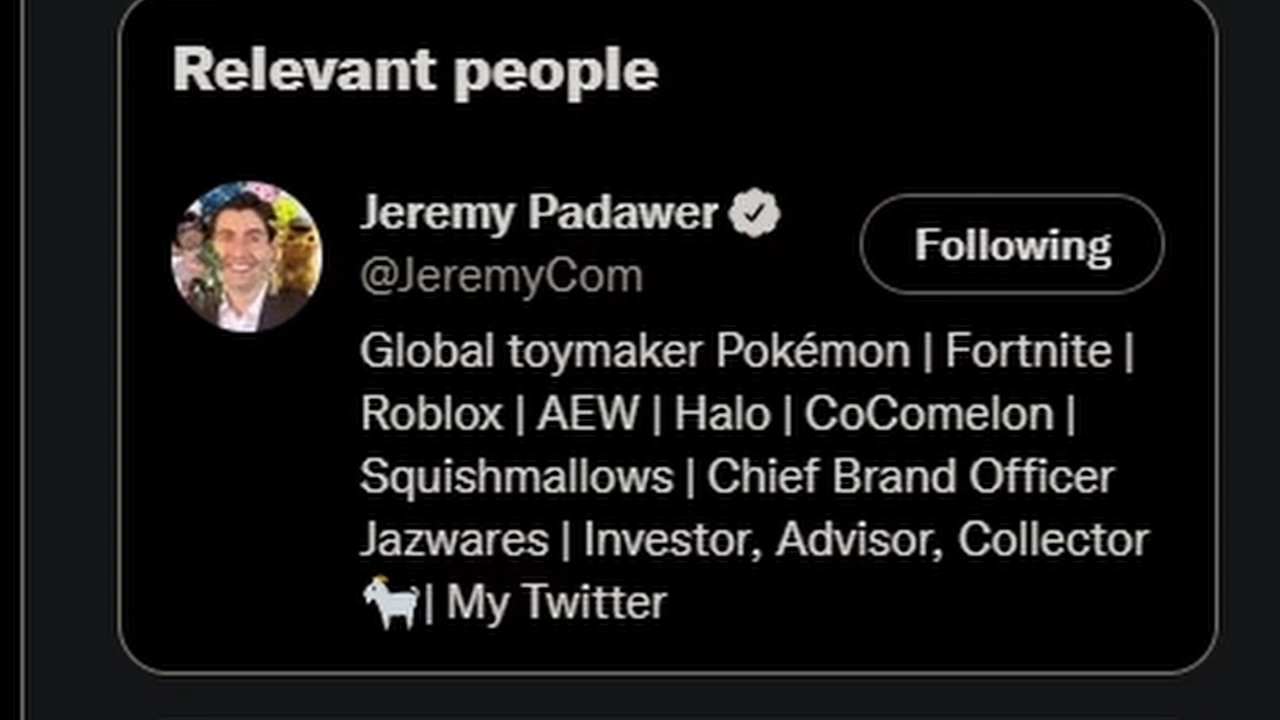 Relevant people
Jeremy Padawer
Following
@JeremyCom
Global toymaker Pokémon | Fortnite |
Roblox | AEW | Halo | CoComelon |
Squishmallows | Chief Brand Officer
Jazwares | Investor, Advisor, Collector
🐐| My Twitter